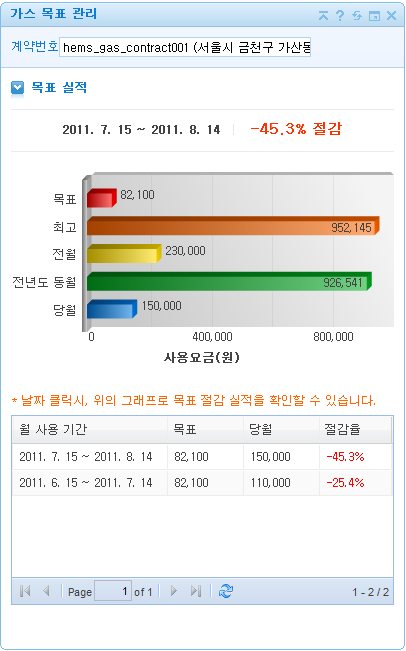 가스 목표 관리
계약번호 hems_gas_contract001 (서울시 금천구 가산동
목표 실적
2011. 7. 15 ~ 2011. 8. 14 -45.3% 절감
목표 82,100
최고 952,145
전월 230,000
전년도 동월 926,541
당월 150,000
0 400,000 800,000
사용요금(원)
* 날짜 클릭시, 위의 그래프로 목표 절감 실적을 확인할 수 있습니다.
월 사용 기간 목표 당월 절감율
2011. 7. 15 ~ 2011. 8. 14 82,100 150,000 -45.3%
2011. 6. 15 ~ 2011. 7. 14 82,100 110,000 -25.4%
Page 1 of 1 1 - 2 / 2